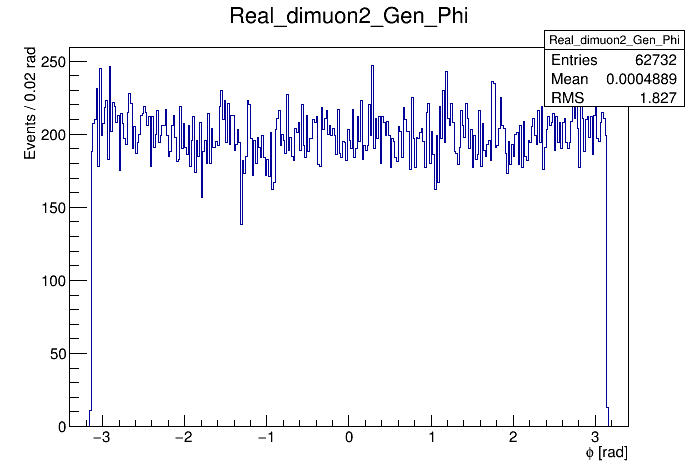 Real_dimuon2_Gen_Phi
Real_dimuon2_Gen_Phi
Entries 62732
Mean 0.0004889
RMS 1.827
Events / 0.02 rad
250
200
150
100
50
0
−3 −2 −1 0 1 2 3
ϕ [rad]